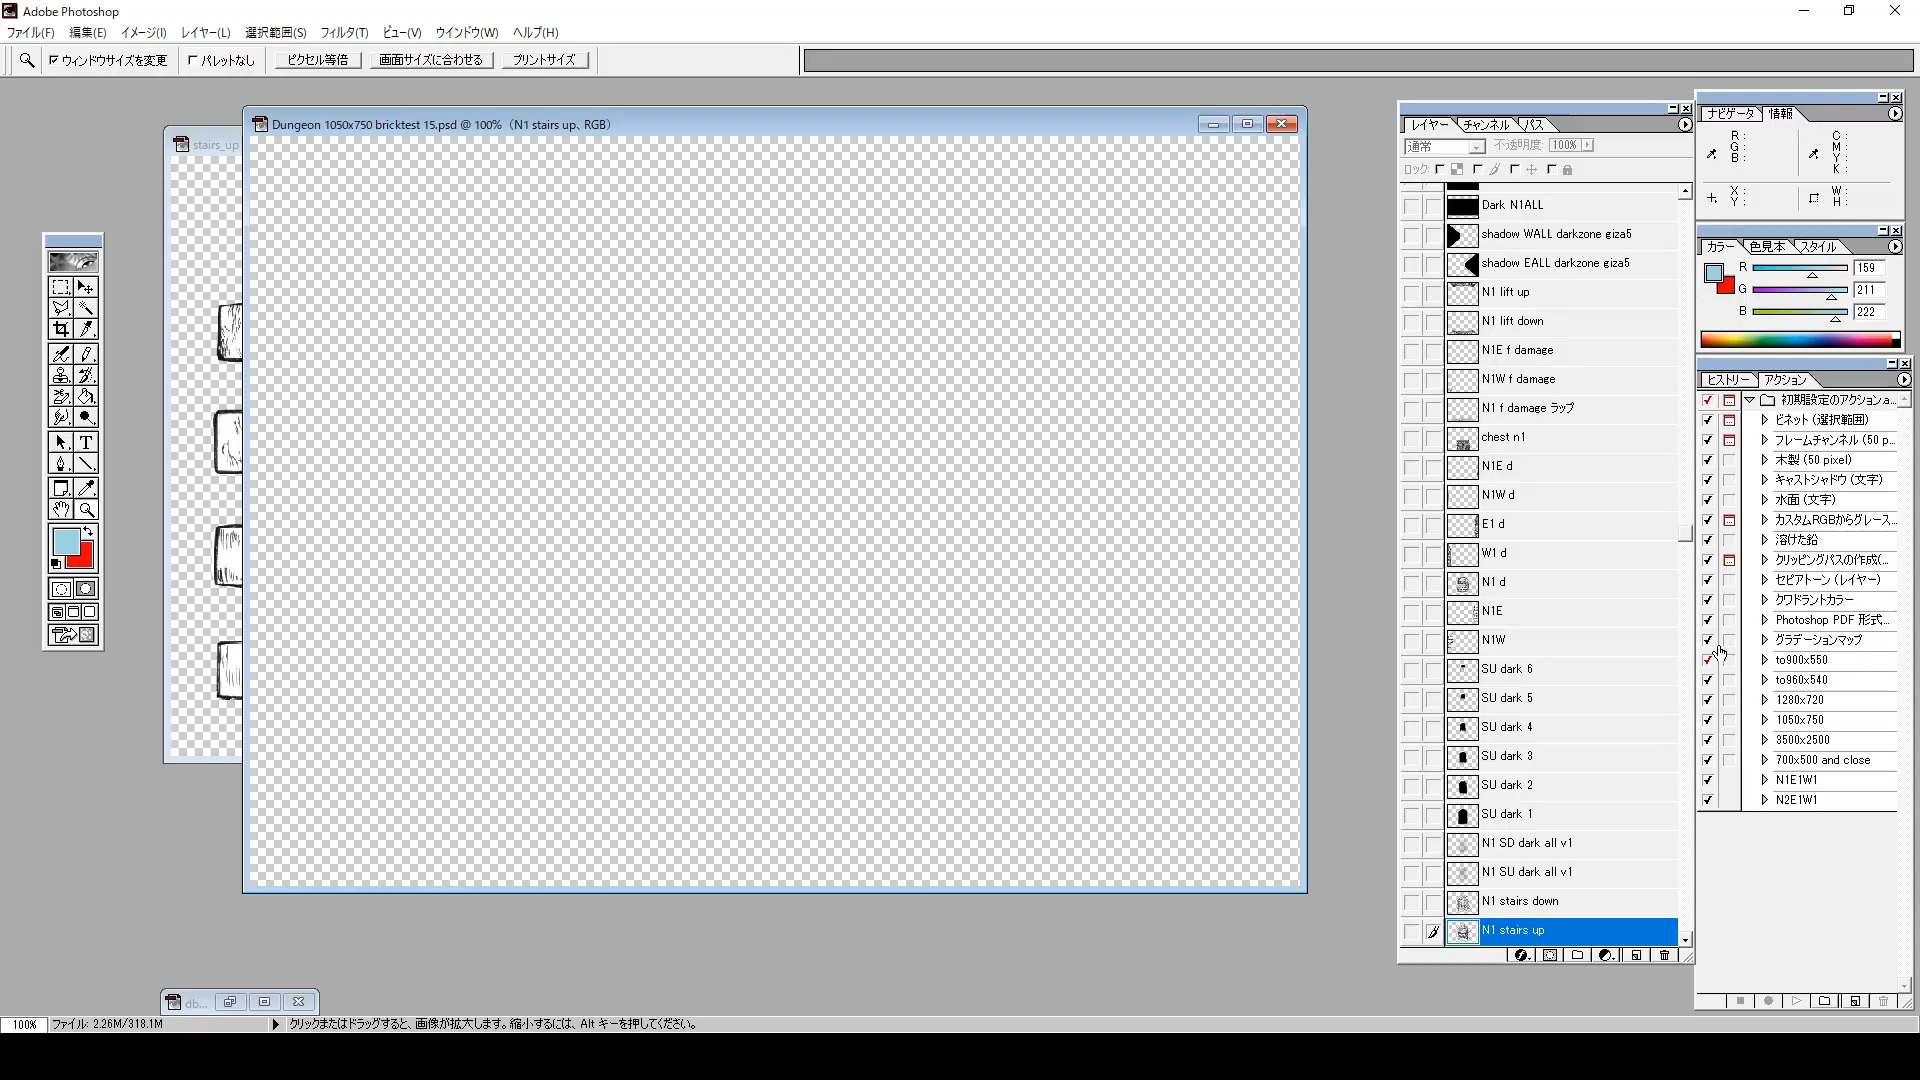 Adobe Photoshop
ファイル(F) 編集(E) イメージ(I) レイヤー(L) 選択範囲(S) フィルタ(T) ビュー(V) ウインドウ(W) ヘルプ(H)
ウィンドウサイズを変更 パレットなし ピクセル等倍 画面サイズに合わせる プリントサイズ
stairs_up
Dungeon 1050x750 bricktest 15.psd @ 100% (N1 stairs up、RGB)
レイヤー チャンネル パス
通常 不透明度: 100%
ロック:
Dark N1ALL
shadow WALL darkzone giza5
shadow EALL darkzone giza5
N1 lift up
N1 lift down
N1E f damage
N1W f damage
N1 f damage ラップ
chest n1
N1E d
N1W d
E1 d
W1 d
N1 d
N1E
N1W
SU dark 6
SU dark 5
SU dark 4
SU dark 3
SU dark 2
SU dark 1
N1 SD dark all v1
N1 SU dark all v1
N1 stairs down
N1 stairs up
ナビゲータ 情報
R:
G:
B:
C:
M:
Y:
K:
X:
Y:
W:
H:
カラー 色見本 スタイル
R 159
G 211
B 222
ヒストリー アクション
初期設定のアクション.a...
ビネット (選択範囲)
フレームチャンネル (50 p...
木製 (50 pixel)
キャストシャドウ (文字)
水面 (文字)
カスタムRGBからグレース...
溶けた鉛
クリッピングパスの作成(...
セピアトーン (レイヤー)
クワドラントカラー
Photoshop PDF 形式...
グラデーションマップ
to900x550
to960x540
1280x720
1050x750
3500x2500
700x500 and close
N1E1W1
N2E1W1
db...
100% ファイル: 2.26M/318.1M クリックまたはドラッグすると、画像が拡大します。縮小するには、Alt キーを押してください。